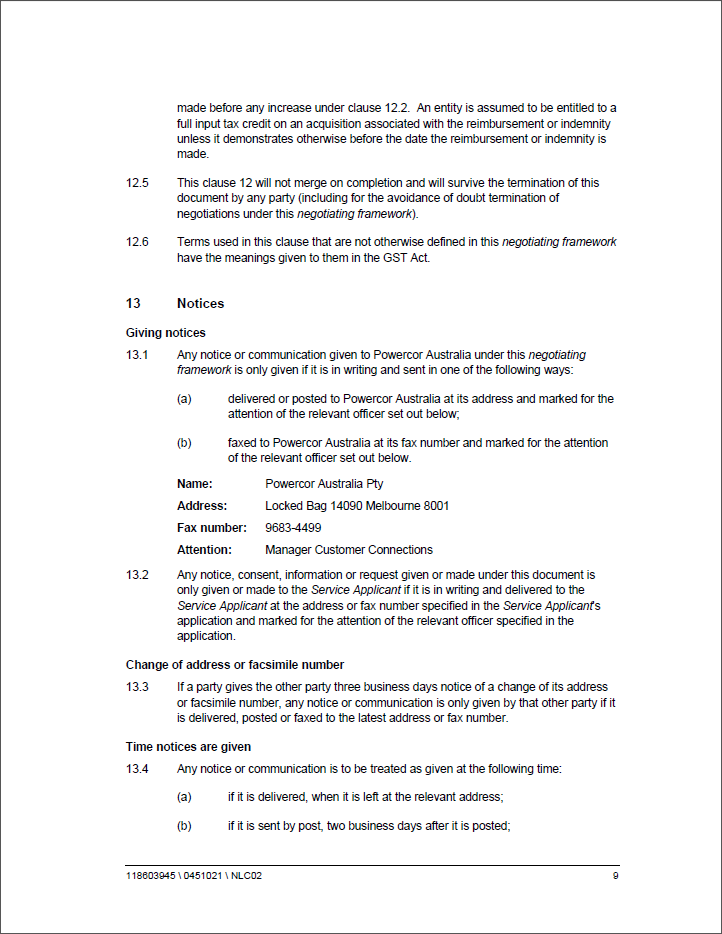 made before any increase under clause 12.2. An entity is assumed to be entitled to a
full input tax credit on an acquisition associated with the reimbursement or indemnity
unless it demonstrates otherwise before the date the reimbursement or indemnity is
made.
12.5 This clause 12 will not merge on completion and will survive the termination of this
document by any party (including for the avoidance of doubt termination of
negotiations under this negotiating framework).
12.6 Terms used in this clause that are not otherwise defined in this negotiating framework
have the meanings given to them in the GST Act.
13 Notices
Giving notices
13.1 Any notice or communication given to Powercor Australia under this negotiating
framework is only given if it is in writing and sent in one of the following ways:
(a) delivered or posted to Powercor Australia at its address and marked for the
attention of the relevant officer set out below;
(b) faxed to Powercor Australia at its fax number and marked for the attention
of the relevant officer set out below.
Name: Powercor Australia Pty
Address: Locked Bag 14090 Melbourne 8001
Fax number: 9683-4499
Attention: Manager Customer Connections
13.2 Any notice, consent, information or request given or made under this document is
only given or made to the Service Applicant if it is in writing and delivered to the
Service Applicant at the address or fax number specified in the Service Applicant's
application and marked for the attention of the relevant officer specified in the
application.
Change of address or facsimile number
13.3 If a party gives the other party three business days notice of a change of its address
or facsimile number, any notice or communication is only given by that other party if it
is delivered, posted or faxed to the latest address or fax number.
Time notices are given
13.4 Any notice or communication is to be treated as given at the following time:
(a) if it is delivered, when it is left at the relevant address;
(b) if it is sent by post, two business days after it is posted;
118603945 \ 0451021 \ NLC02 9